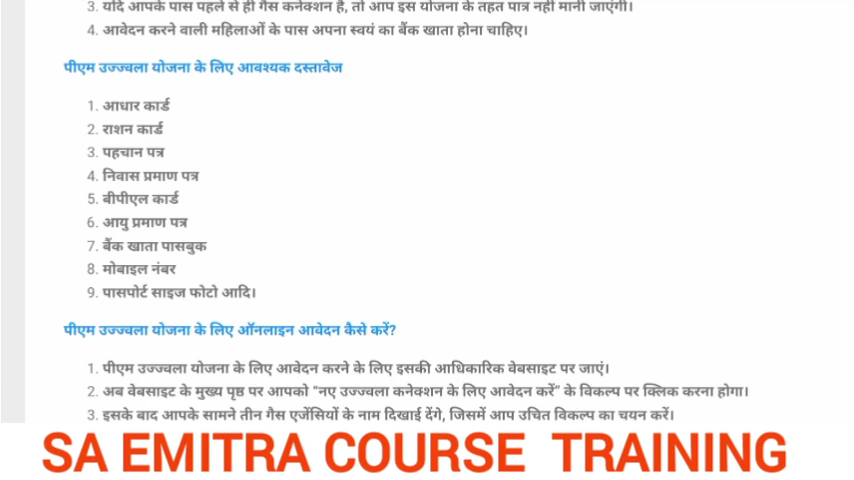 3. यदि आपके पास पहले से ही गैस कनेक्शन है, तो आप इस योजना के तहत पात्र नहीं मानी जाएंगी।
4. आवेदन करने वाली महिलाओं के पास अपना स्वयं का बैंक खाता होना चाहिए।
पीएम उज्ज्वला योजना के लिए आवश्यक दस्तावेज
1. आधार कार्ड
2. राशन कार्ड
3. पहचान पत्र
4. निवास प्रमाण पत्र
5. बीपीएल कार्ड
6. आयु प्रमाण पत्र
7. बैंक खाता पासबुक
8. मोबाइल नंबर
9. पासपोर्ट साइज फोटो आदि।
पीएम उज्ज्वला योजना के लिए ऑनलाइन आवेदन कैसे करें?
1. पीएम उज्ज्वला योजना के लिए आवेदन करने के लिए इसकी आधिकारिक वेबसाइट पर जाएं।
2. अब वेबसाइट के मुख्य पृष्ठ पर आपको “नए उज्ज्वला कनेक्शन के लिए आवेदन करें” के विकल्प पर क्लिक करना होगा।
3. इसके बाद आपके सामने तीन गैस एजेंसियों के नाम दिखाई देंगे, जिसमें आप उचित विकल्प का चयन करें।
SA EMITRA COURSE TRAINING